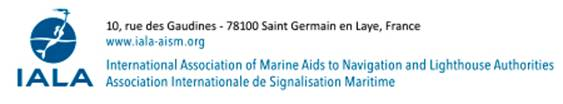 10, rue des Gaudines - 78100 Saint Germain en Laye, France
www.iala-aism.org
International Association of Marine Aids to Navigation and Lighthouse Authorities
IALA Association Internationale de Signalisation Maritime